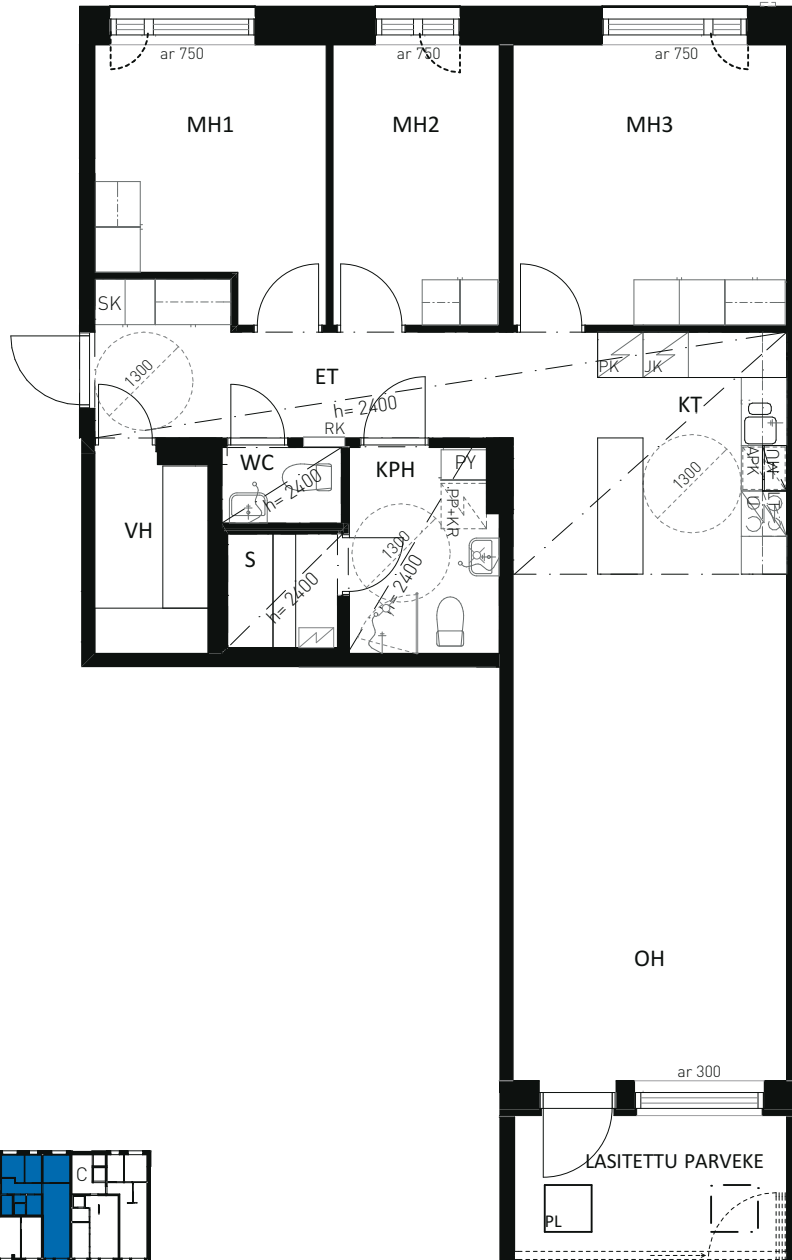 ar 750
ar 750
ar 750
MH1
MH2
MH3
SK
1300
ET
PK
JK
h= 2400
KT
RK
WC
KPH
PY
APK
h= 2400
PP+KR
1300
VH
S
1300
h= 2400
h= 2400
OH
ar 300
LASITETTU PARVEKE
C
PL